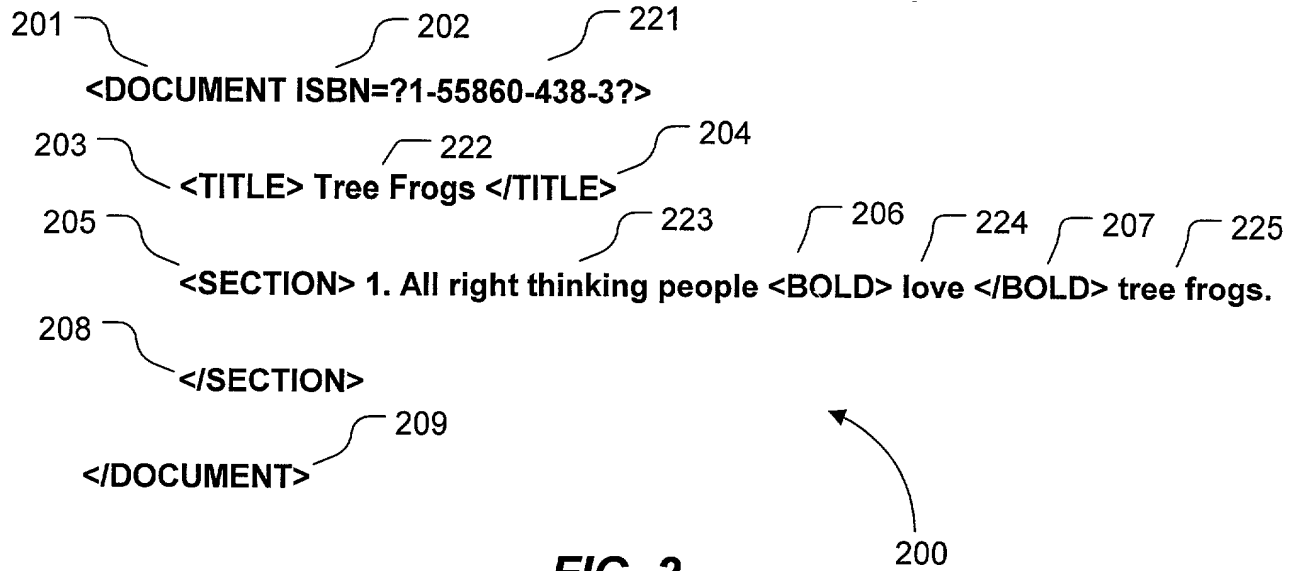 201 202 221
<DOCUMENT ISBN=?1-55860-438-3?>
203 222 204
<TITLE> Tree Frogs </TITLE>
205 223 206 224 207 225
<SECTION> 1. All right thinking people <BOLD> love </BOLD> tree frogs.
208
</SECTION>
209
</DOCUMENT>
200
FIG. 2